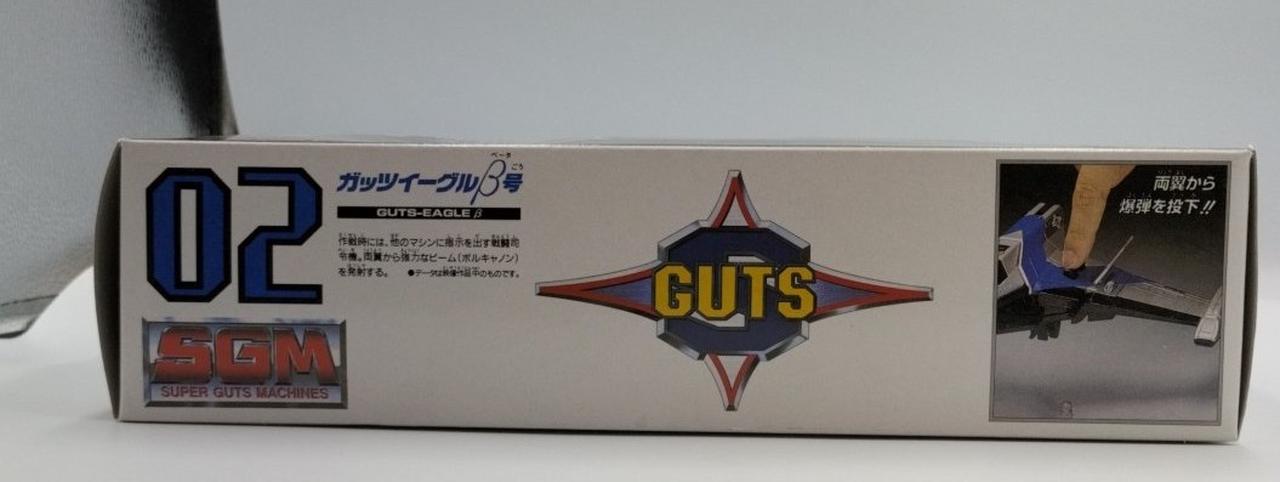 02
ガッツイーグルβ号
GUTS-EAGLE β
作戦時には、他のマシンに指示を出す戦闘司
令機。両翼から強力なビーム(ボルキャノン)
を発射する。 ●データは映像作品中のものです。
SGM
SUPER GUTS MACHINES
GUTS
両翼から
爆弾を投下!!